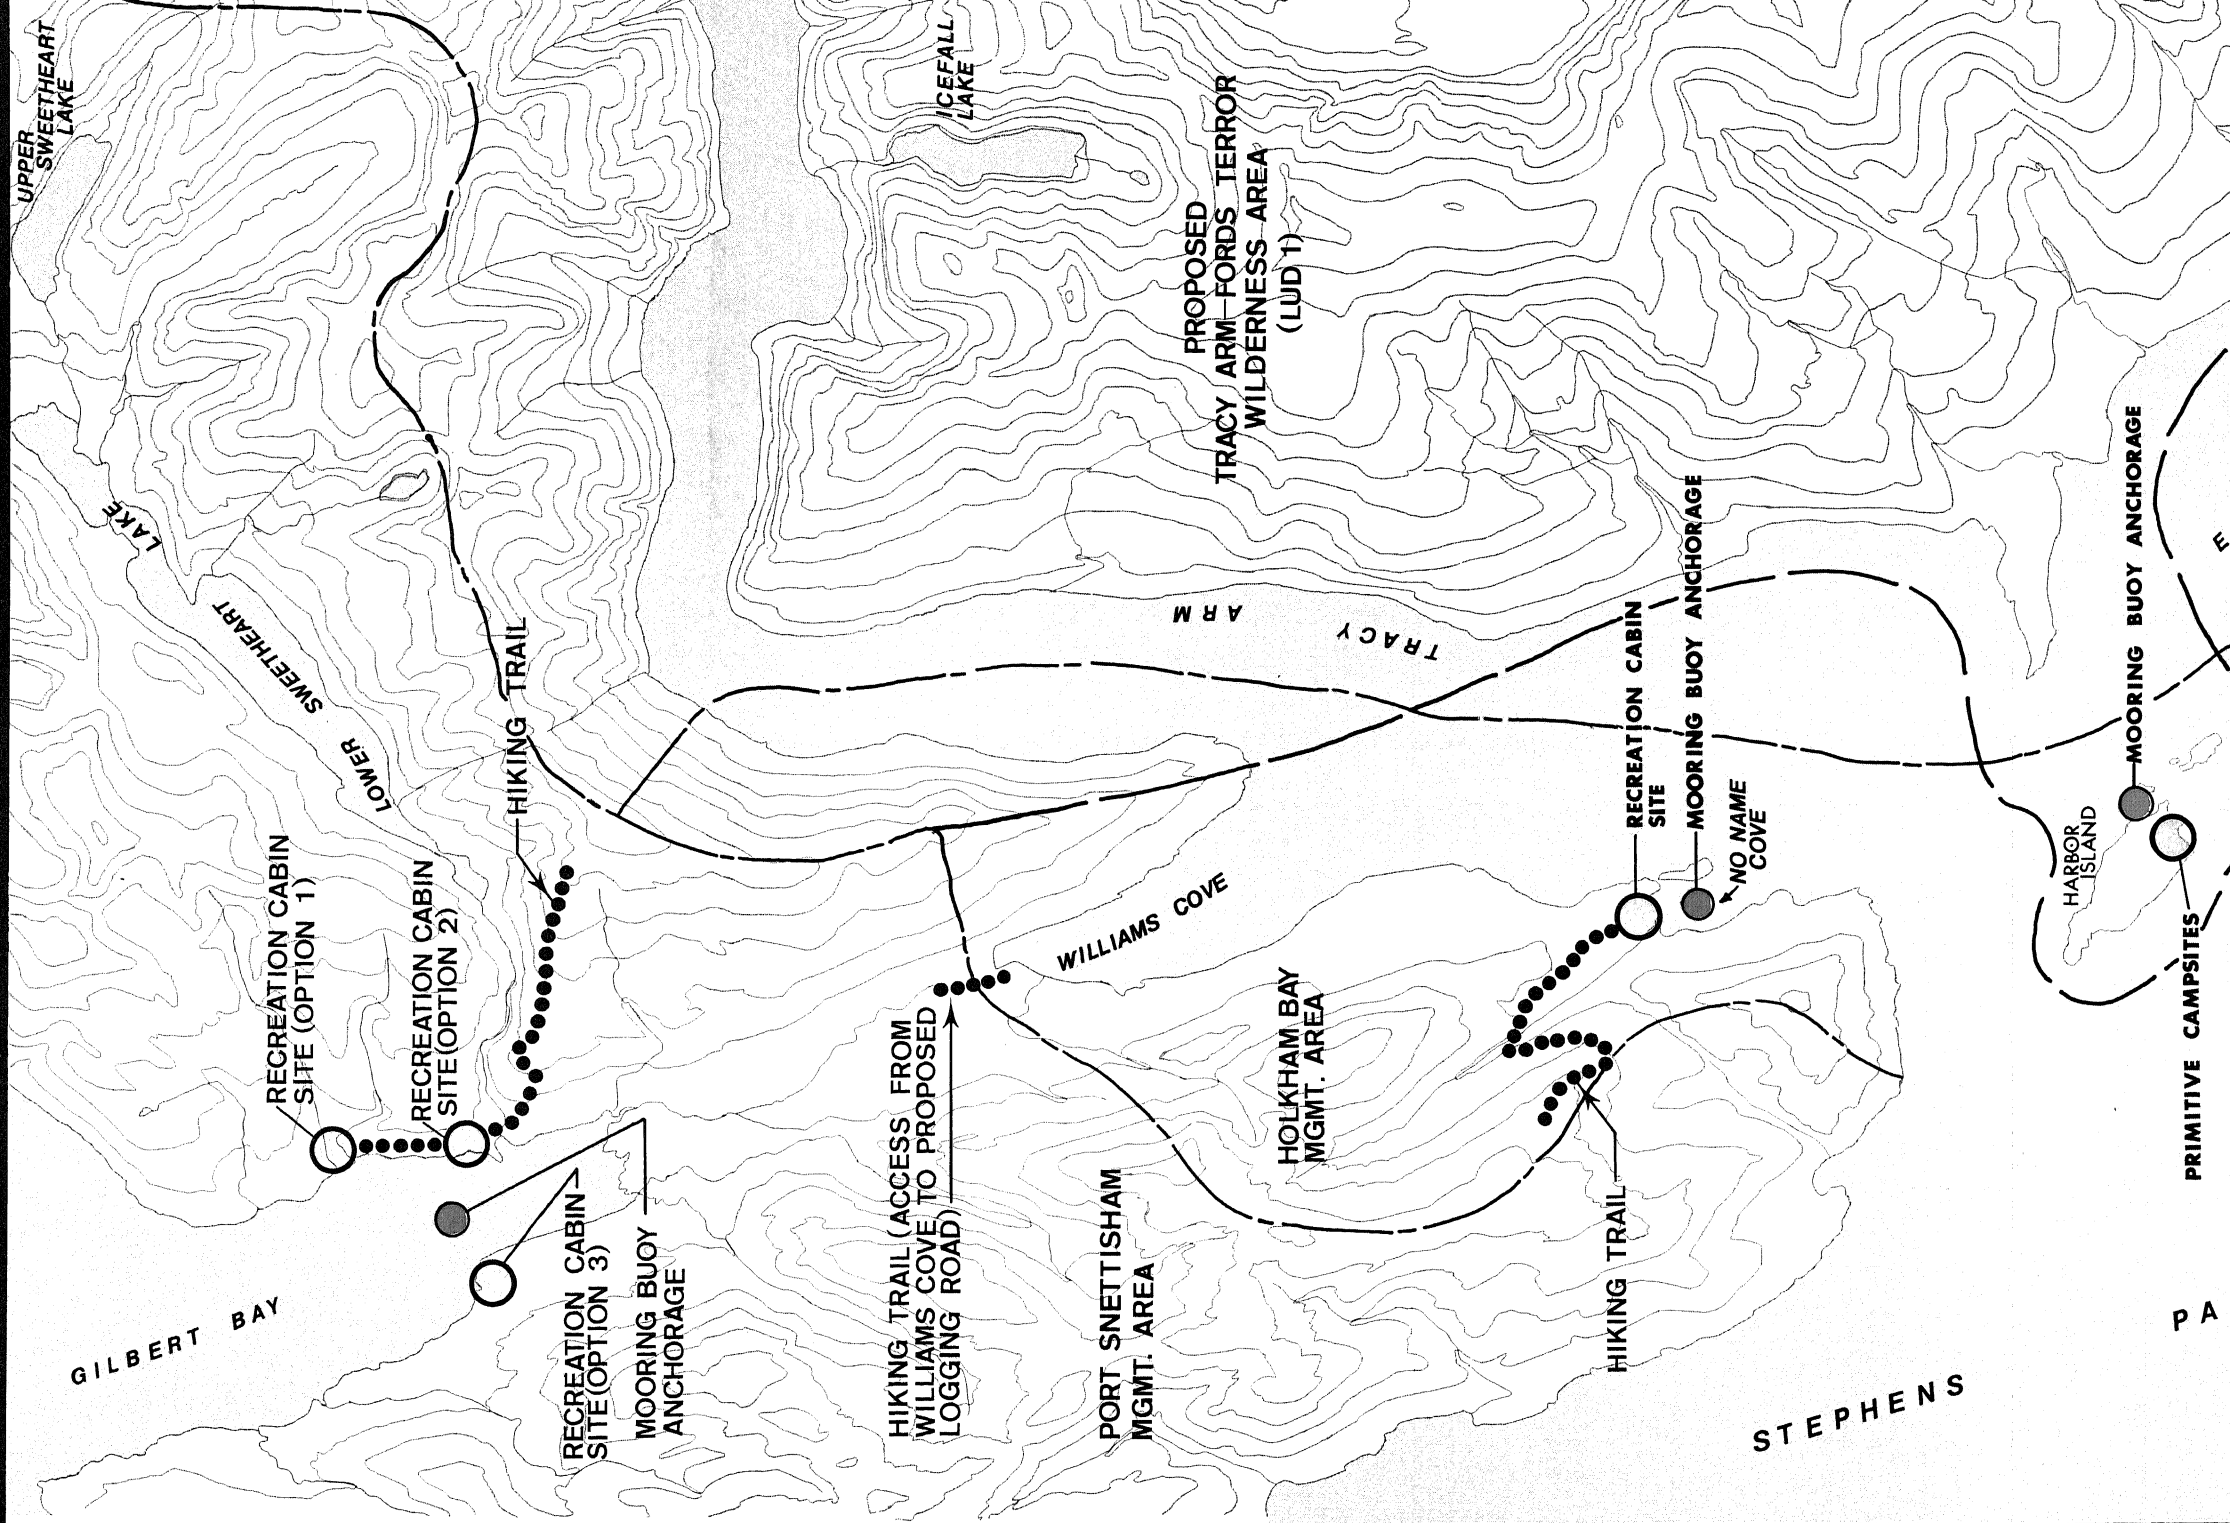 UPPER
SWEETHEART
LAKE
ICEFALL
LAKE
PROPOSED
TRACY ARM—FORDS TERROR
WILDERNESS AREA
(LUD 1)
LOWER
SWEETHEART
LAKE
HIKING TRAIL
TRACY
ARM
RECREATION CABIN
SITE
MOORING BUOY ANCHORAGE
NO NAME
COVE
MOORING BUOY ANCHORAGE
HARBOR
ISLAND
PRIMITIVE CAMPSITES
E
RECREATION CABIN
SITE (OPTION 1)
RECREATION CABIN
SITE(OPTION 2)
WILLIAMS COVE
HOLKHAM BAY
MGMT. AREA
GILBERT BAY
RECREATION CABIN
SITE(OPTION 3)
MOORING BUOY
ANCHORAGE
HIKING TRAIL (ACCESS FROM
WILLIAMS COVE TO PROPOSED
LOGGING ROAD)
PORT SNETTISHAM
MGMT. AREA
HIKING TRAIL
STEPHENS
PA